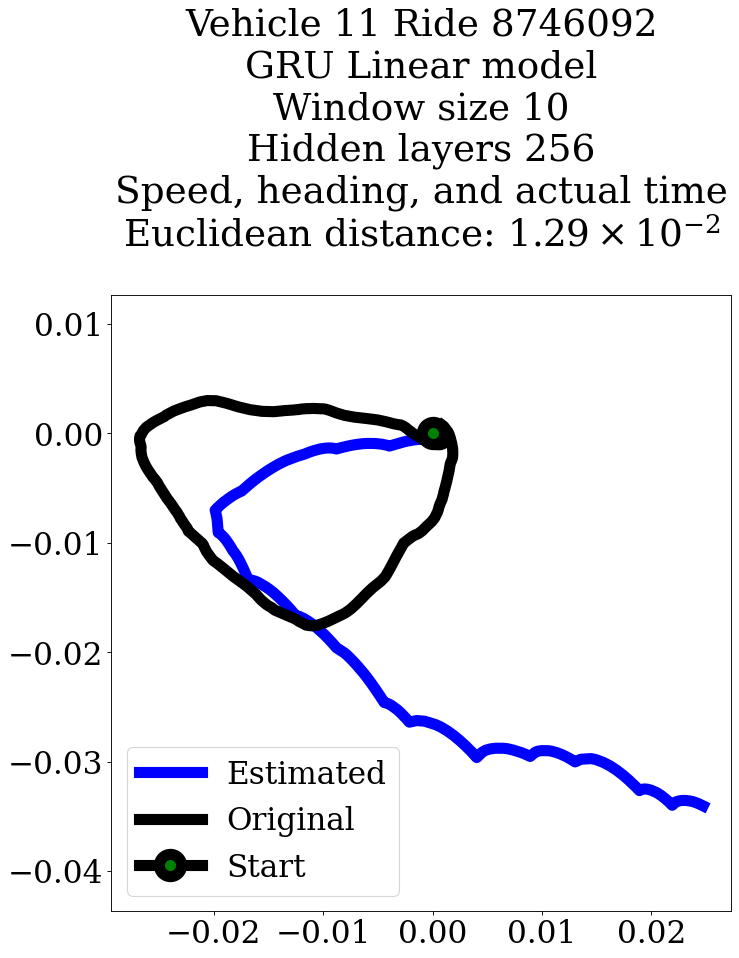 Vehicle 11 Ride 8746092
GRU Linear model
Window size 10
Hidden layers 256
Speed, heading, and actual time
Euclidean distance: 1.29 × 10⁻²
0.01
0.00
−0.01
−0.02
−0.03
−0.04
Estimated
Original
Start
−0.02 −0.01 0.00 0.01 0.02